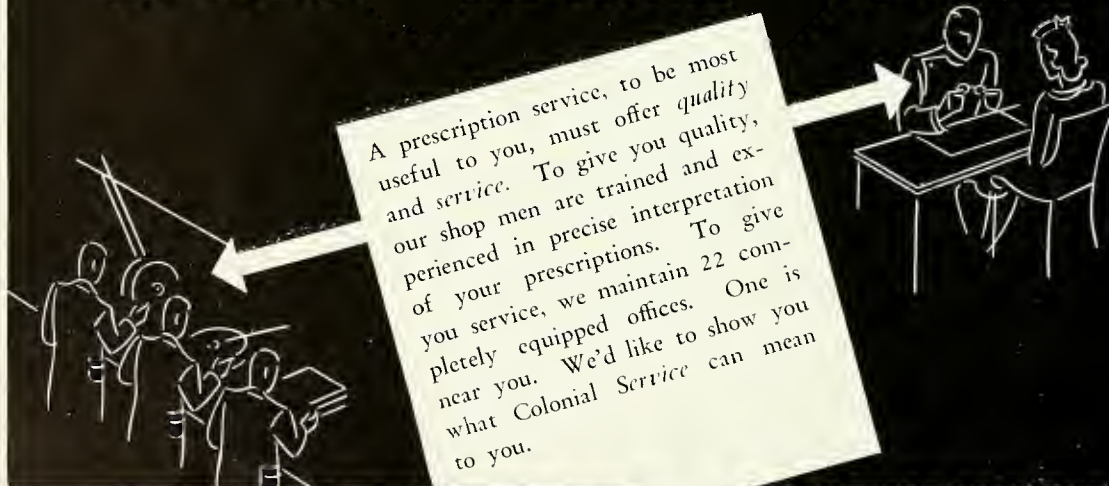 A prescription service, to be most
useful to you, must offer quality
and service. To give you quality,
our shop men are trained and ex-
perienced in precise interpretation
of your prescriptions. To give
you service, we maintain 22 com-
pletely equipped offices. One is
near you. We'd like to show you
what Colonial Service can mean
to you.